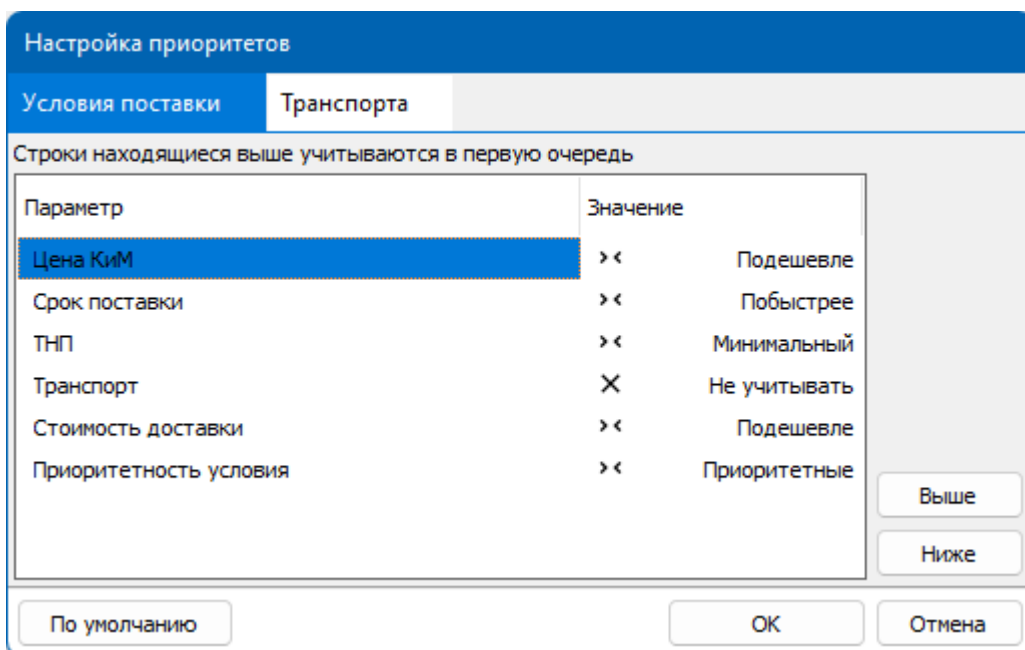 Настройка приоритетов
Условия поставки Транспорта
Строки находящиеся выше учитываются в первую очередь
Параметр Значение
Цена КиМ Подешевле
Срок поставки Побыстрее
ТНП Минимальный
Транспорт Не учитывать
Стоимость доставки Подешевле
Приоритетность условия Приоритетные
Выше
Ниже
По умолчанию ОК Отмена